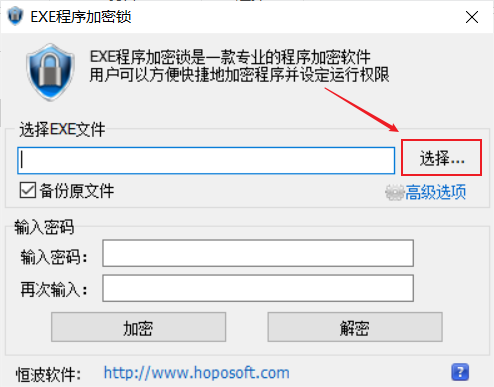 EXE程序加密锁
EXE程序加密锁是一款专业的程序加密软件
用户可以方便快捷地加密程序并设定运行权限
选择EXE文件
选择...
备份原文件
高级选项
输入密码
输入密码：
再次输入：
加密
解密
恒波软件: http://www.hoposoft.com
?